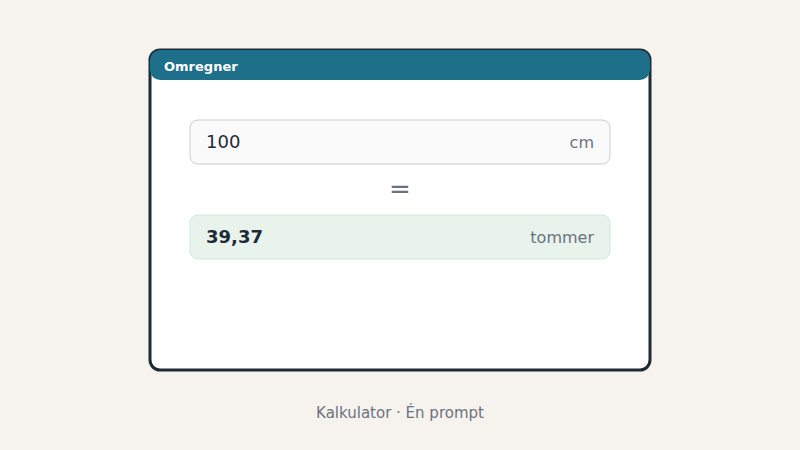 Omregner
100 cm
=
39,37 tommer
Kalkulator · Én prompt